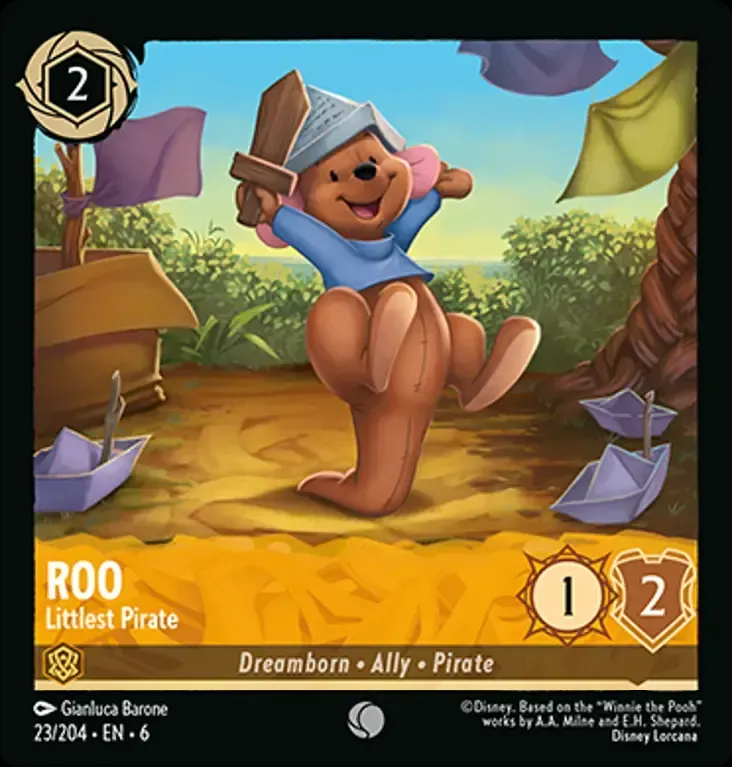 2
ROO
Littlest Pirate
1
2
Dreamborn • Ally • Pirate
Gianluca Barone
23/204 • EN • 6
©Disney. Based on the "Winnie the Pooh"
works by A.A. Milne and E.H. Shepard.
Disney Lorcana